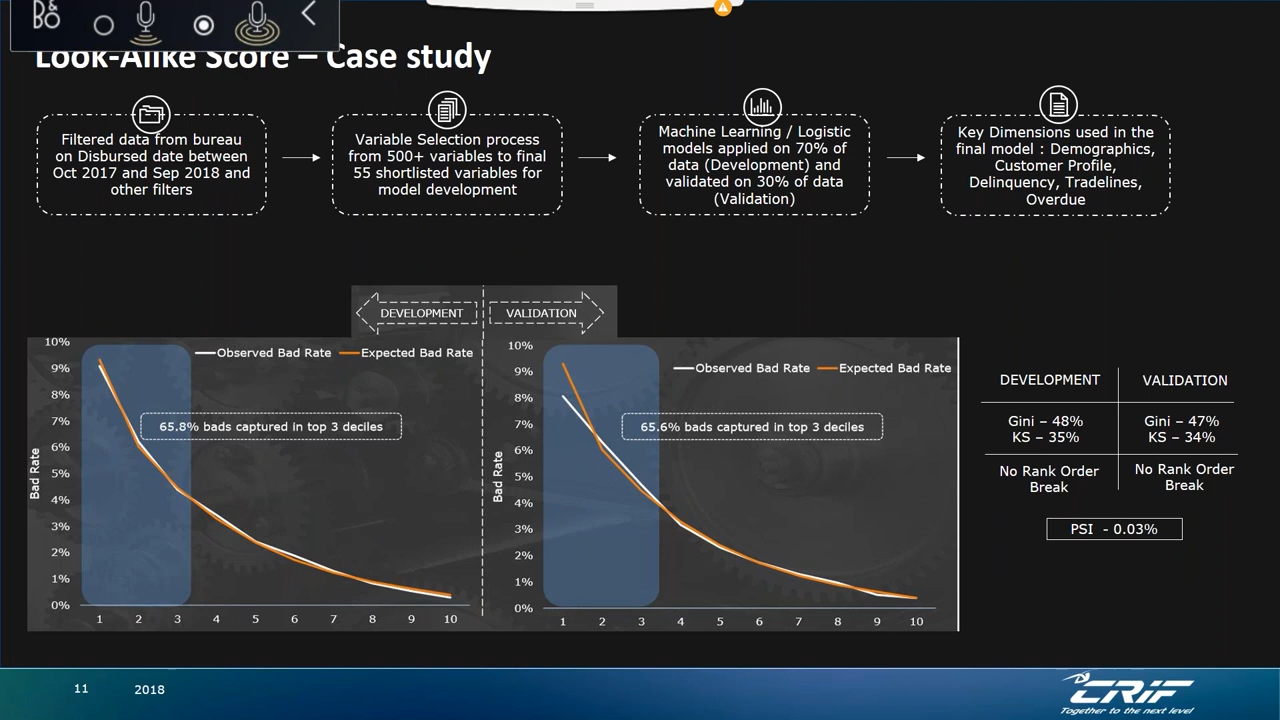 B&O
Look-Alike Score – Case study
Filtered data from bureau
on Disbursed date between
Oct 2017 and Sep 2018 and
other filters
Variable Selection process
from 500+ variables to final
55 shortlisted variables for
model development
Machine Learning / Logistic
models applied on 70% of
data (Development) and
validated on 30% of data
(Validation)
Key Dimensions used in the
final model : Demographics,
Customer Profile,
Delinquency, Tradelines,
Overdue
DEVELOPMENT
VALIDATION
10%
9%
8%
7%
6%
5%
4%
3%
2%
1%
0%
Bad Rate
Observed Bad Rate
Expected Bad Rate
65.8% bads captured in top 3 deciles
1 2 3 4 5 6 7 8 9 10
10%
9%
8%
7%
6%
5%
4%
3%
2%
1%
0%
Bad Rate
Observed Bad Rate
Expected Bad Rate
65.6% bads captured in top 3 deciles
1 2 3 4 5 6 7 8 9 10
DEVELOPMENT
VALIDATION
Gini – 48%
KS – 35%
Gini – 47%
KS – 34%
No Rank Order
Break
No Rank Order
Break
PSI - 0.03%
11
2018
CRIF
Together to the next level